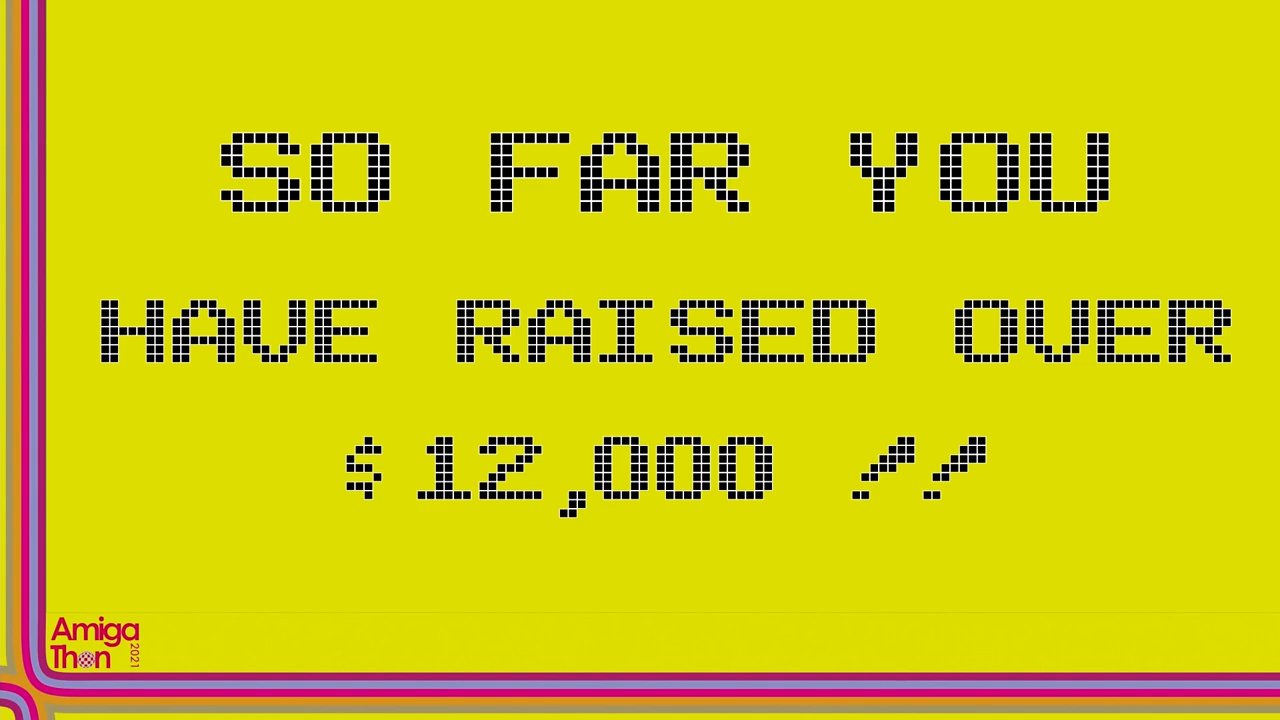 SO FAR YOU
HAVE RAISED OVER
$12,000 !!
Amiga
Thon
2021